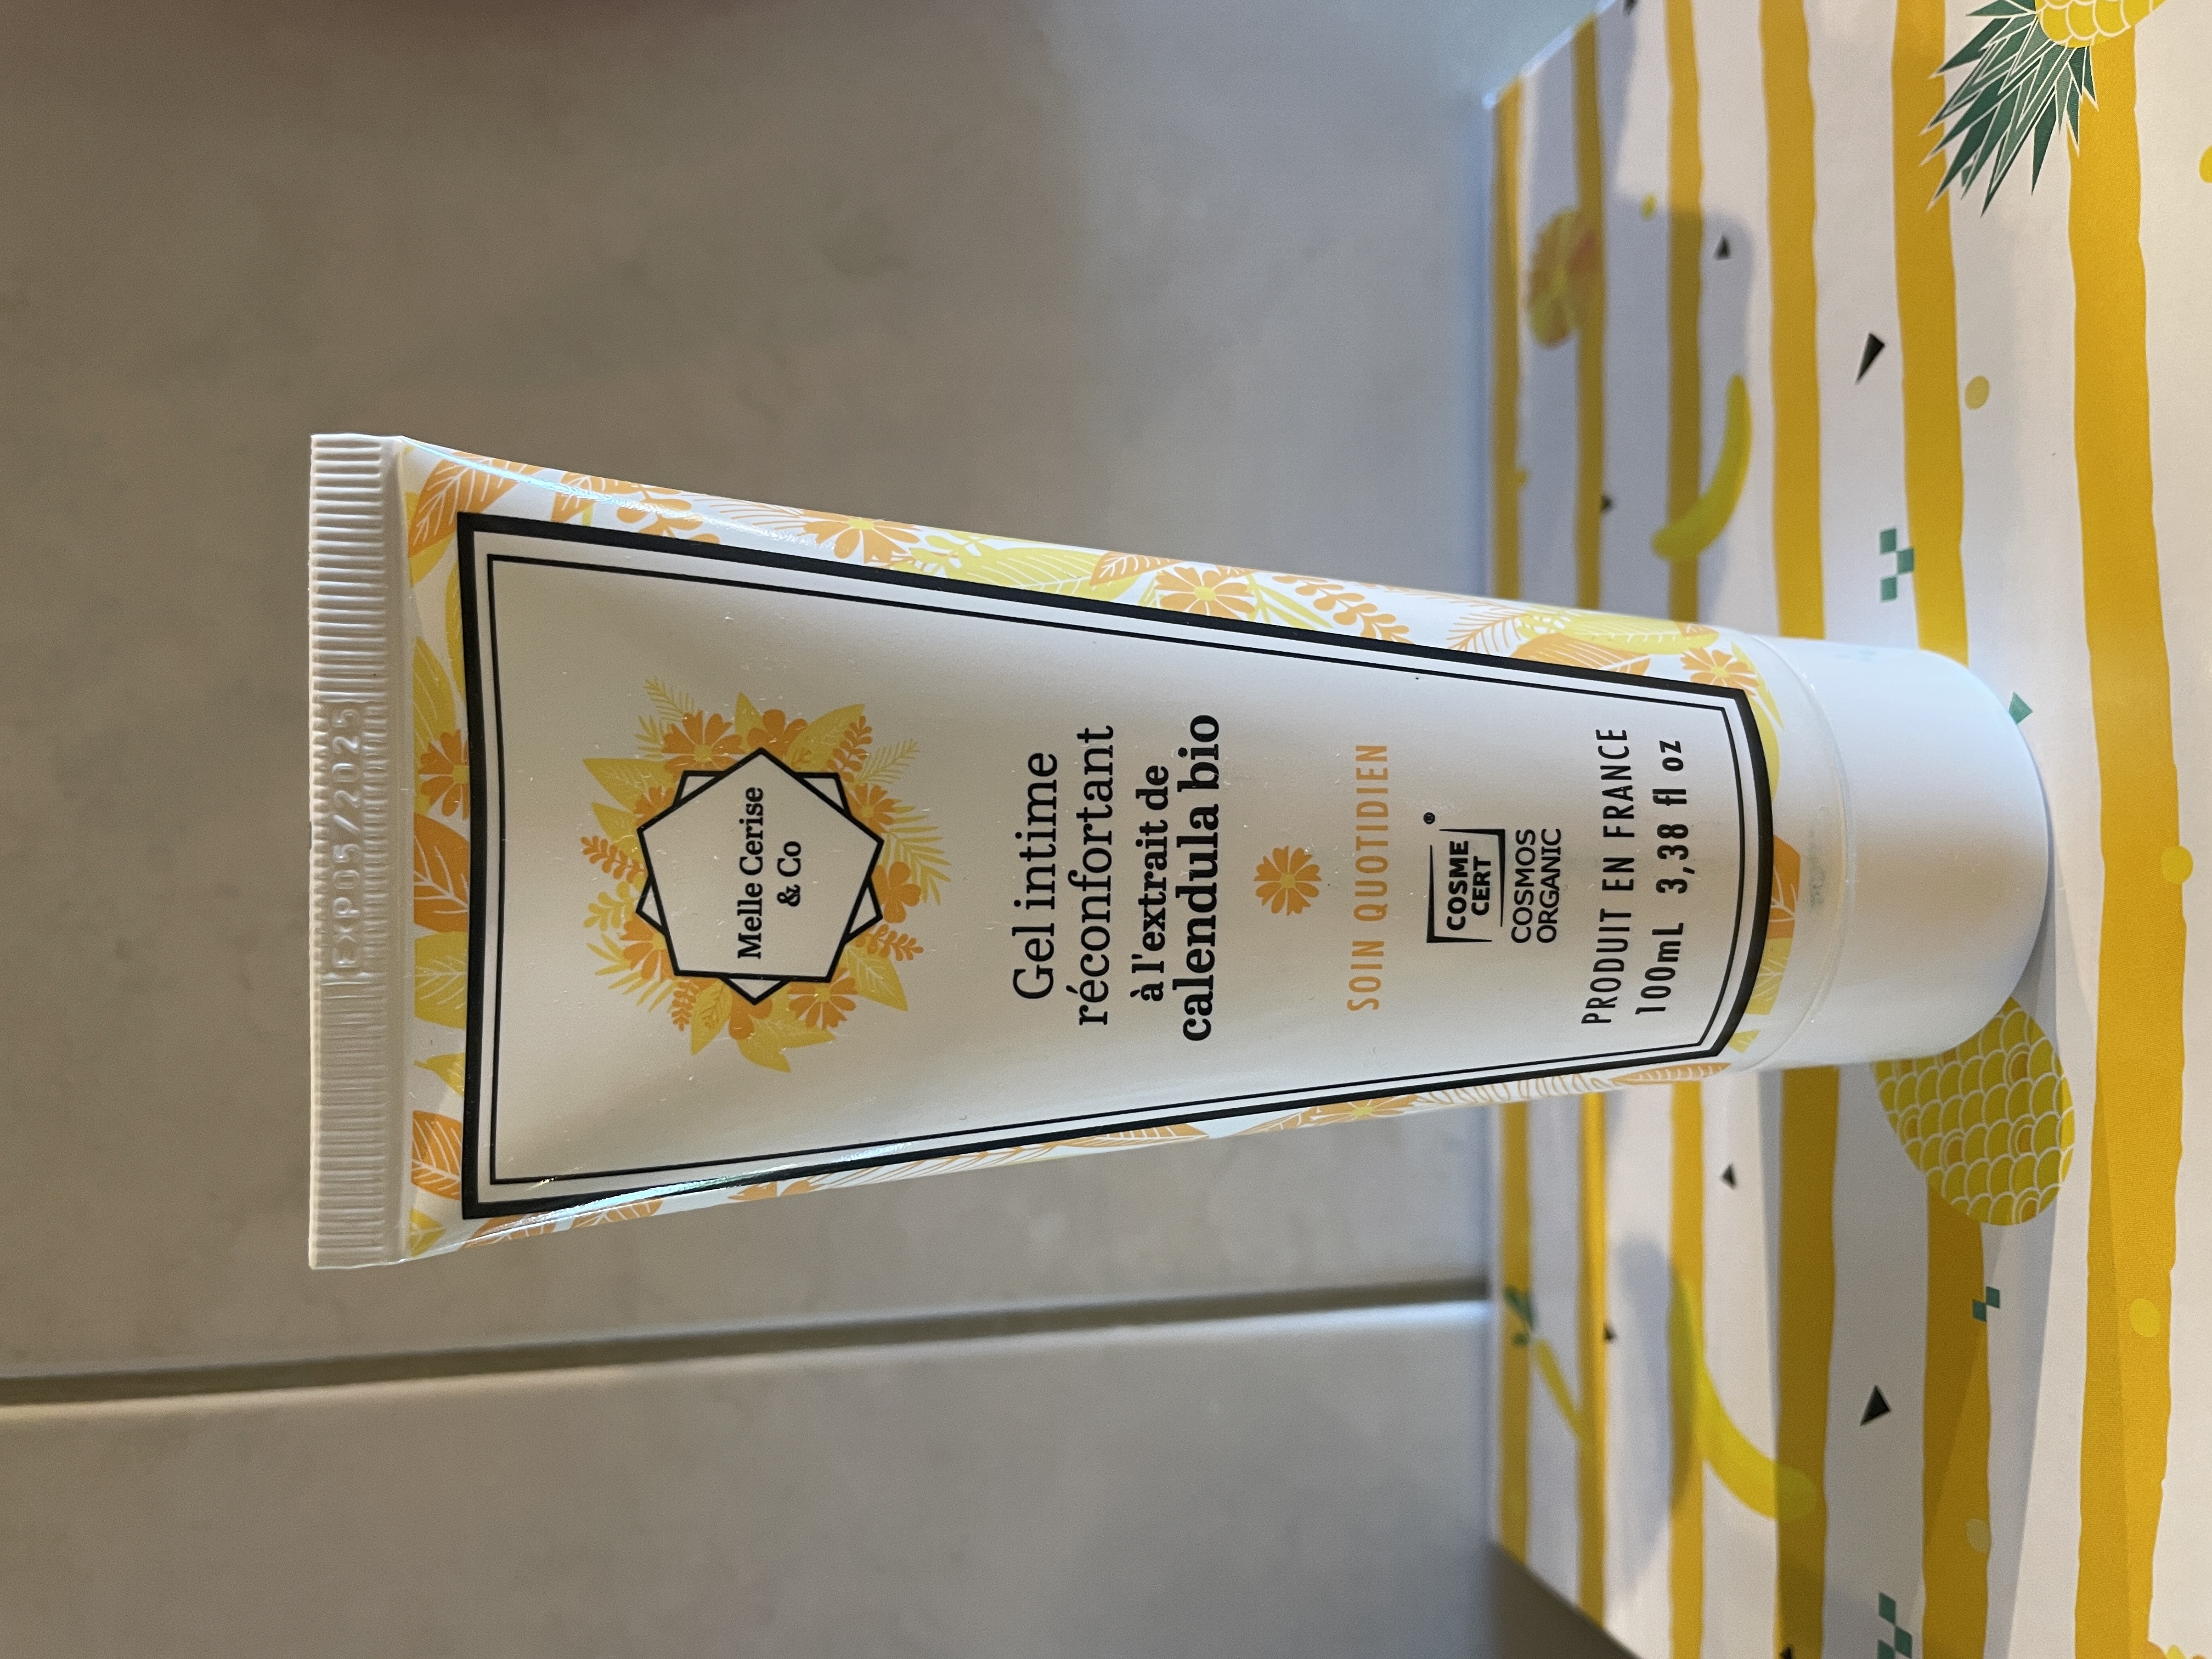 EXP05/2025
Melle Cerise
& Co
Gel intime
réconfortant
à l'extrait de
calendula bio
SOIN QUOTIDIEN
COSME
CERT
COSMOS
ORGANIC
PRODUIT EN FRANCE
100mL 3,38 fl oz